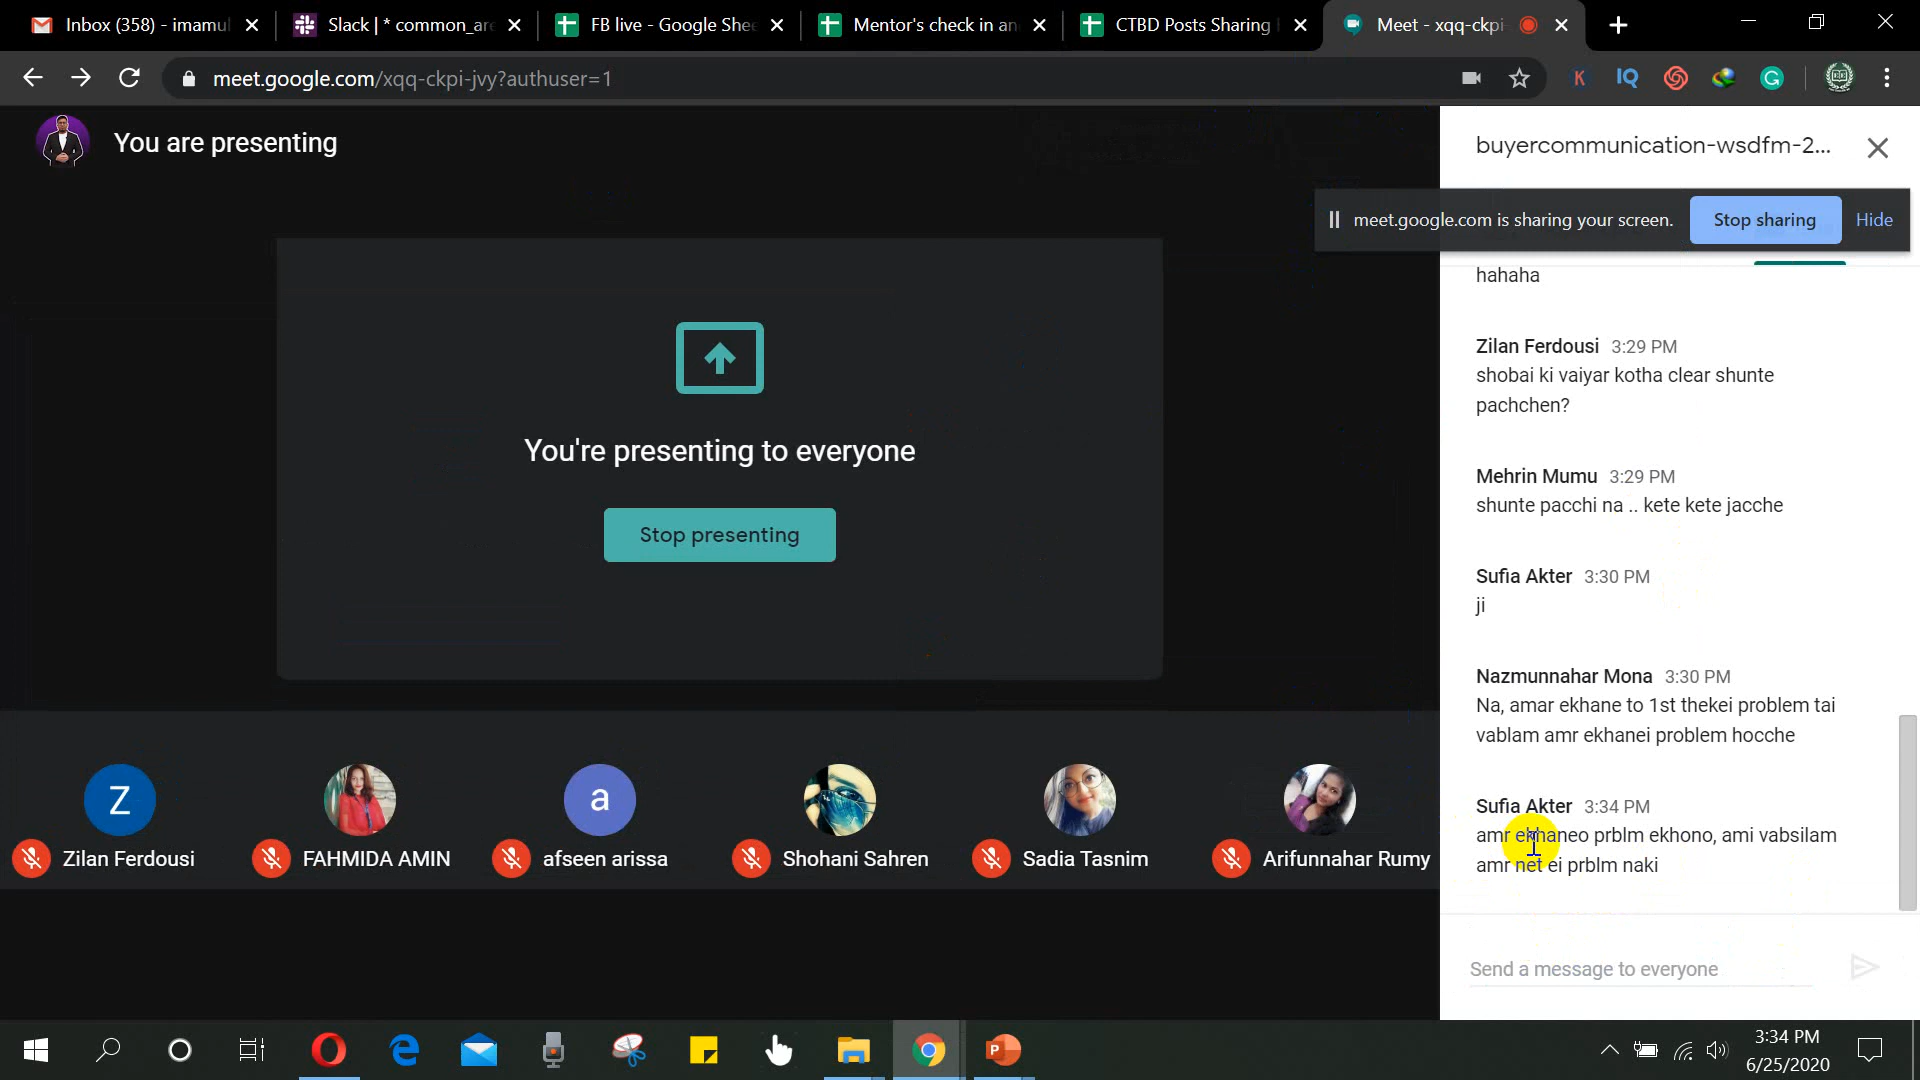 Inbox (358) - imamul
Slack | * common_are
FB live - Google Shee
Mentor's check in an
CTBD Posts Sharing
Meet - xqq-ckpi-
meet.google.com/xqq-ckpi-jvy?authuser=1
You are presenting
buyercommunication-wsdfm-2...
meet.google.com is sharing your screen.
Stop sharing
Hide
hahaha
Zilan Ferdousi 3:29 PM
shobai ki vaiyar kotha clear shunte
pachchen?
Mehrin Mumu 3:29 PM
shunte pacchi na .. kete kete jacche
Sufia Akter 3:30 PM
ji
Nazmunnahar Mona 3:30 PM
Na, amar ekhane to 1st thekei problem tai
vablam amr ekhanei problem hocche
Sufia Akter 3:34 PM
amr ekhaneo prblm ekhono, ami vabsilam
amr net ei prblm naki
Send a message to everyone
You're presenting to everyone
Stop presenting
Z
a
Zilan Ferdousi
FAHMIDA AMIN
afseen arissa
Shohani Sahren
Sadia Tasnim
Arifunnahar Rumy
3:34 PM
6/25/2020